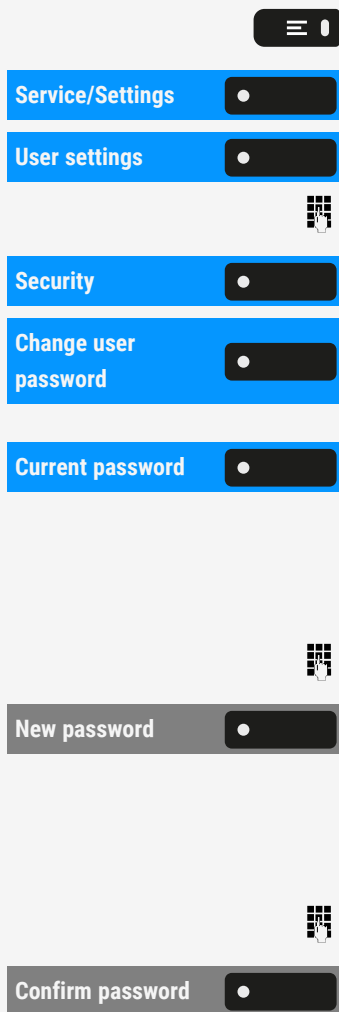 Service/Settings
User settings
Security
Change user
password
Current password
New password
Confirm password